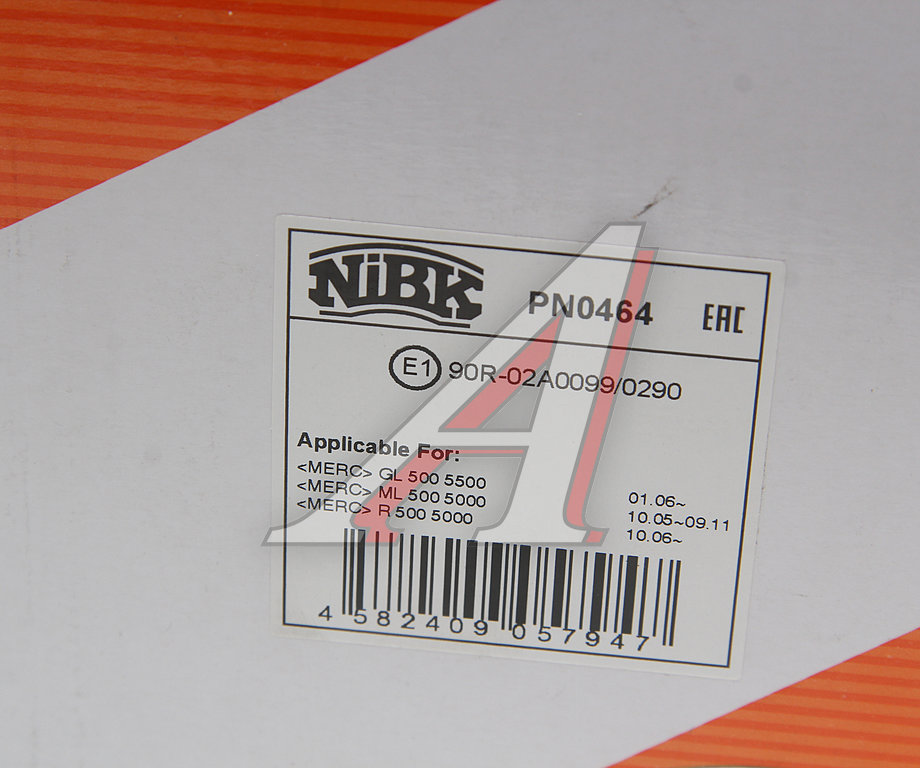 NiBK PN0464 EAC
E1 90R-02A0099/0290
Applicable For:
<MERC> GL 500 5500 01.06~
<MERC> ML 500 5000 10.05~09.11
<MERC> R 500 5000 10.06~
4 582409 057947